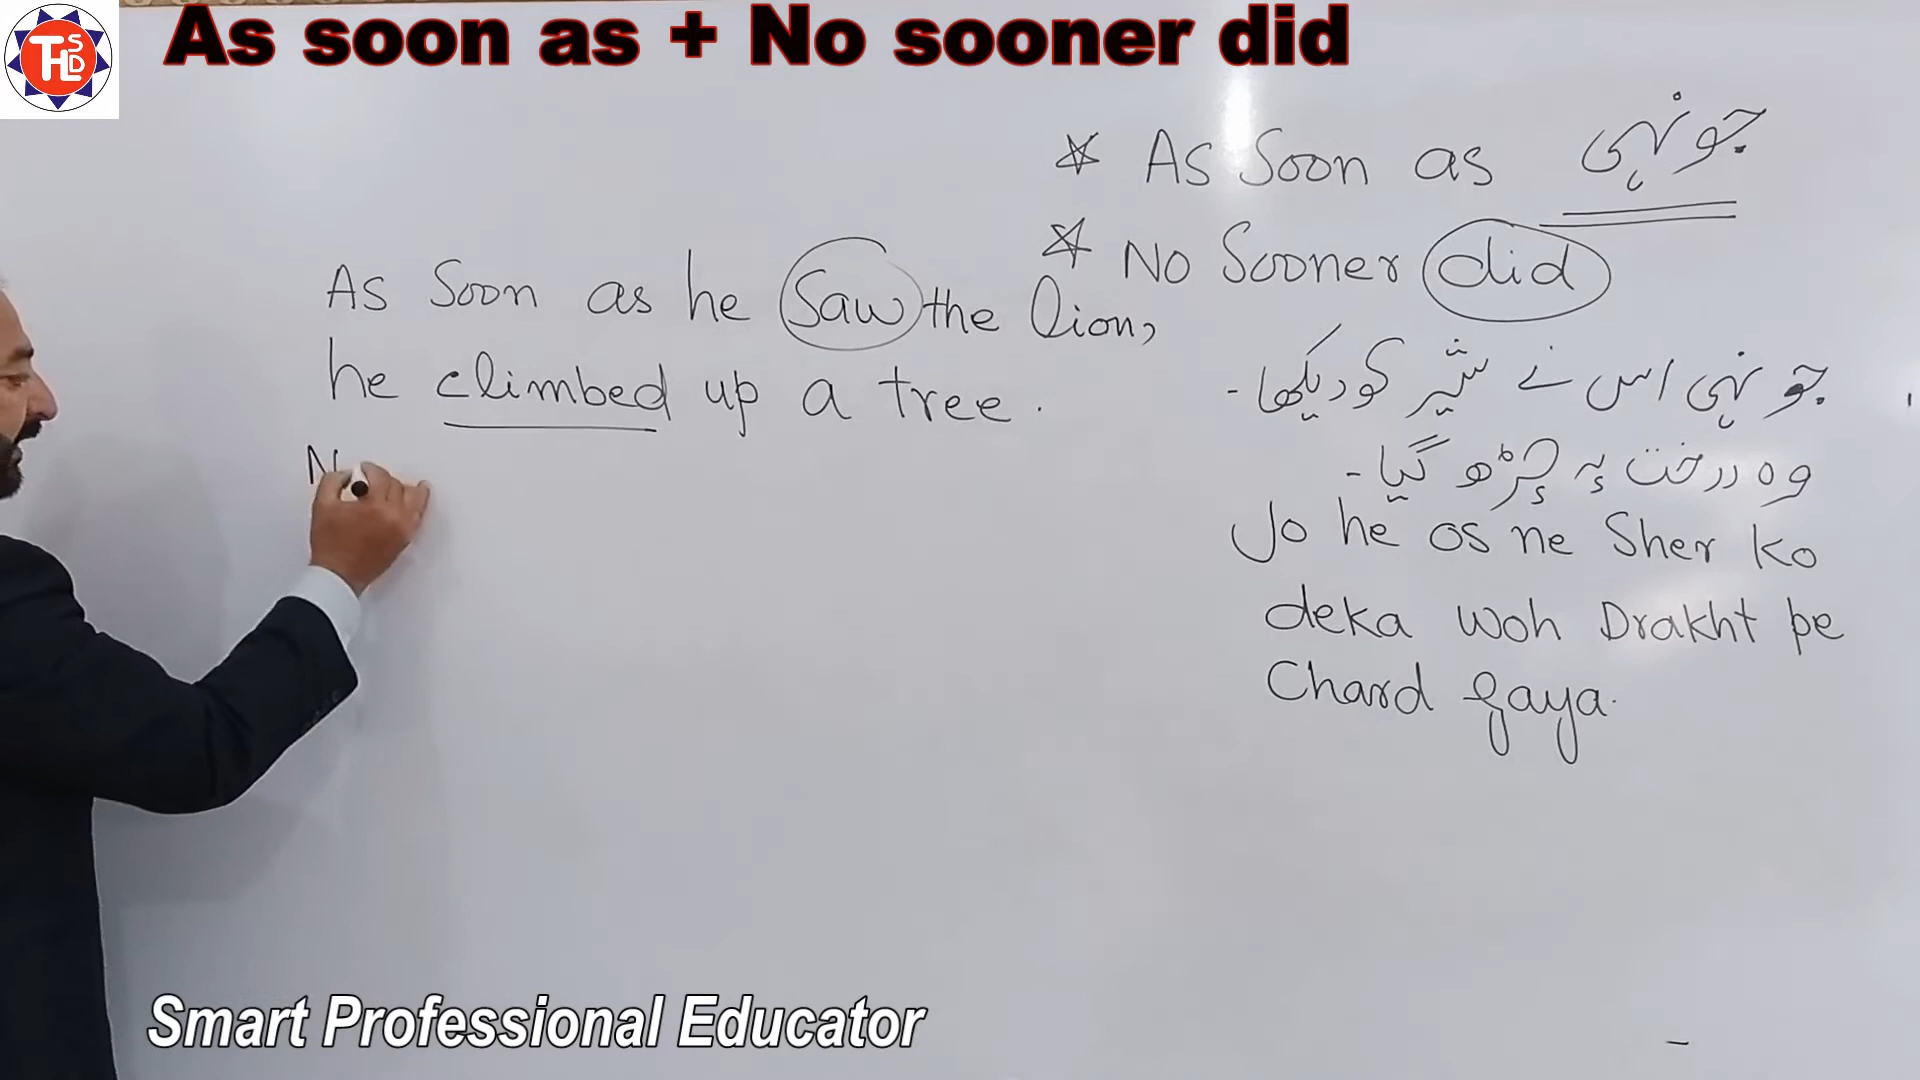 As soon as + No sooner did
THSLD
As Soon as جونہی
No Sooner did
As Soon as he Saw the lion,
he climbed up a tree.
N
جونہی اس نے شیر کو دیکھا۔
وہ درخت پہ چڑھ گیا۔
Jo he os ne Sher Ko
deka woh Drakht pe
Chard gaya.
Smart Professional Educator